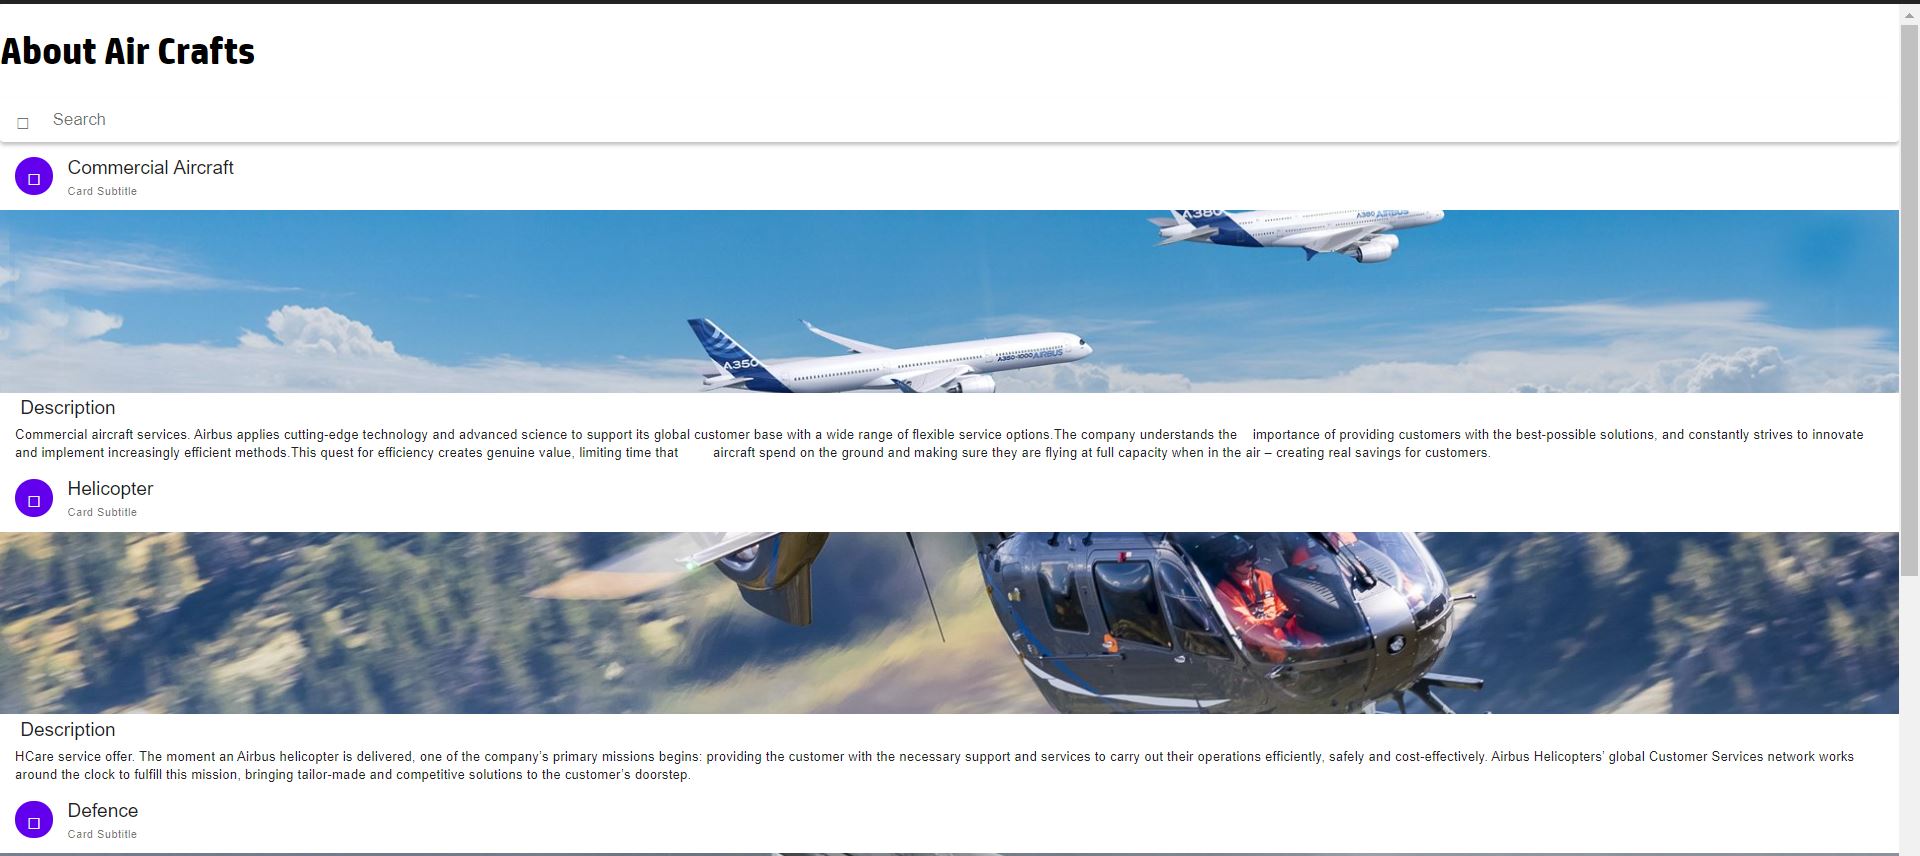 About Air Crafts
Search
Commercial Aircraft
Card Subtitle
A380
A380 AIRBUS
A350
A350-1000 AIRBUS
Description
Commercial aircraft services. Airbus applies cutting-edge technology and advanced science to support its global customer base with a wide range of flexible service options.The company understands the importance of providing customers with the best-possible solutions, and constantly strives to innovate
and implement increasingly efficient methods.This quest for efficiency creates genuine value, limiting time that aircraft spend on the ground and making sure they are flying at full capacity when in the air – creating real savings for customers.
Helicopter
Card Subtitle
Description
HCare service offer. The moment an Airbus helicopter is delivered, one of the company’s primary missions begins: providing the customer with the necessary support and services to carry out their operations efficiently, safely and cost-effectively. Airbus Helicopters’ global Customer Services network works
around the clock to fulfill this mission, bringing tailor-made and competitive solutions to the customer’s doorstep.
Defence
Card Subtitle